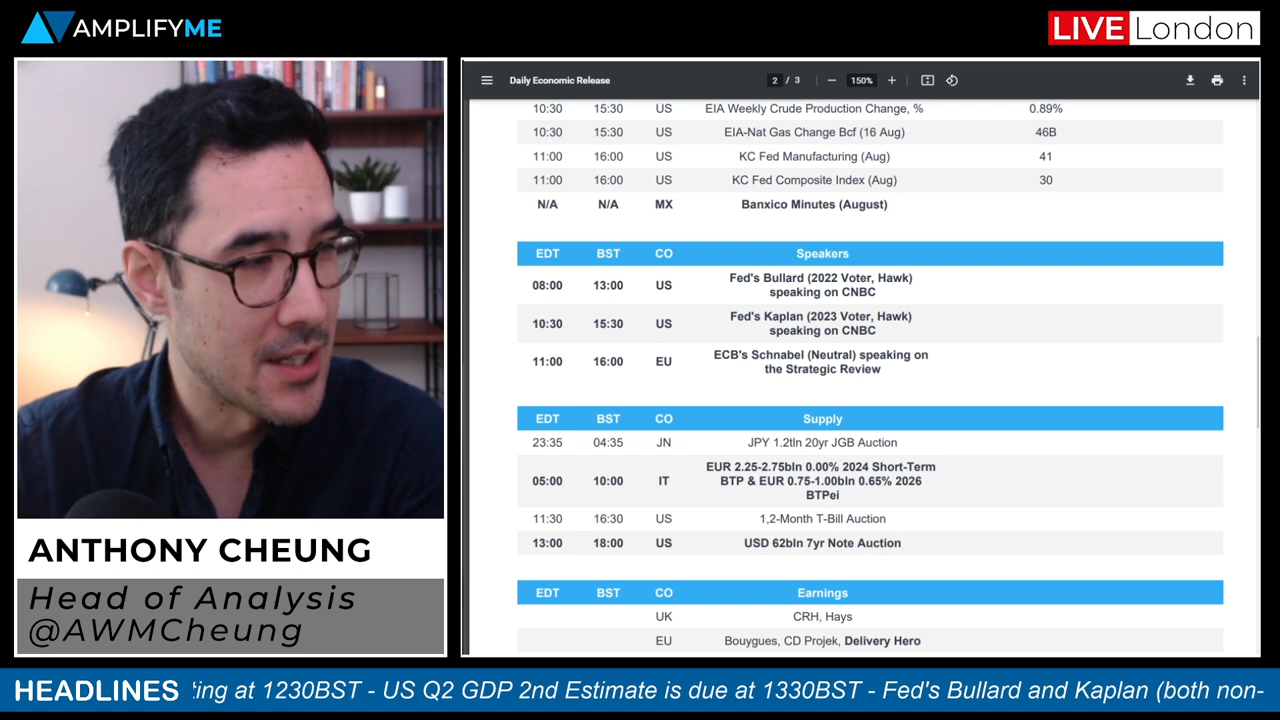 AMPLIFYME
LIVE London
Daily Economic Release
2 / 3
150%
10:30 15:30 US EIA Weekly Crude Production Change, % 0.89%
10:30 15:30 US EIA-Nat Gas Change Bcf (16 Aug) 46B
11:00 16:00 US KC Fed Manufacturing (Aug) 41
11:00 16:00 US KC Fed Composite Index (Aug) 30
N/A N/A MX Banxico Minutes (August)
EDT BST CO Speakers
08:00 13:00 US Fed's Bullard (2022 Voter, Hawk)
speaking on CNBC
10:30 15:30 US Fed's Kaplan (2023 Voter, Hawk)
speaking on CNBC
11:00 16:00 EU ECB's Schnabel (Neutral) speaking on
the Strategic Review
EDT BST CO Supply
23:35 04:35 JN JPY 1.2tln 20yr JGB Auction
05:00 10:00 IT EUR 2.25-2.75bln 0.00% 2024 Short-Term
BTP & EUR 0.75-1.00bln 0.65% 2026
BTPei
11:30 16:30 US 1,2-Month T-Bill Auction
13:00 18:00 US USD 62bln 7yr Note Auction
EDT BST CO Earnings
UK CRH, Hays
EU Bouygues, CD Projek, Delivery Hero
ANTHONY CHEUNG
Head of Analysis
@AWMCheung
HEADLINES ting at 1230BST - US Q2 GDP 2nd Estimate is due at 1330BST - Fed's Bullard and Kaplan (both non-